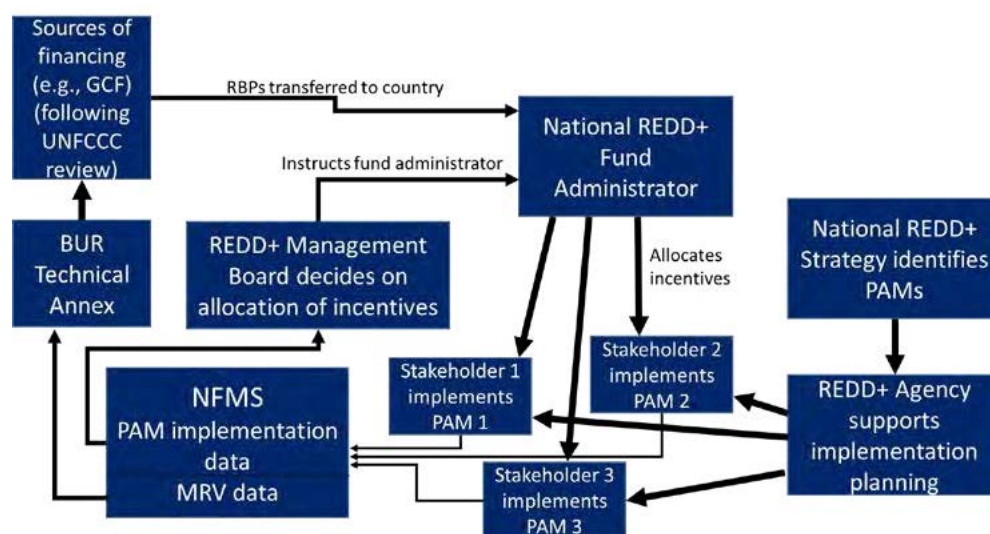 Sources of
financing
(e.g., GCF)
(following
UNFCCC
review)
RBPs transferred to country
National REDD+
Fund
Administrator
Instructs fund administrator
BUR
Technical
Annex
REDD+ Management
Board decides on
allocation of incentives
Allocates
incentives
National REDD+
Strategy identifies
PAMs
Stakeholder 1
implements
PAM 1
Stakeholder 2
implements
PAM 2
REDD+ Agency
supports
implementation
planning
NFMS
PAM implementation
data
MRV data
Stakeholder 3
implements
PAM 3